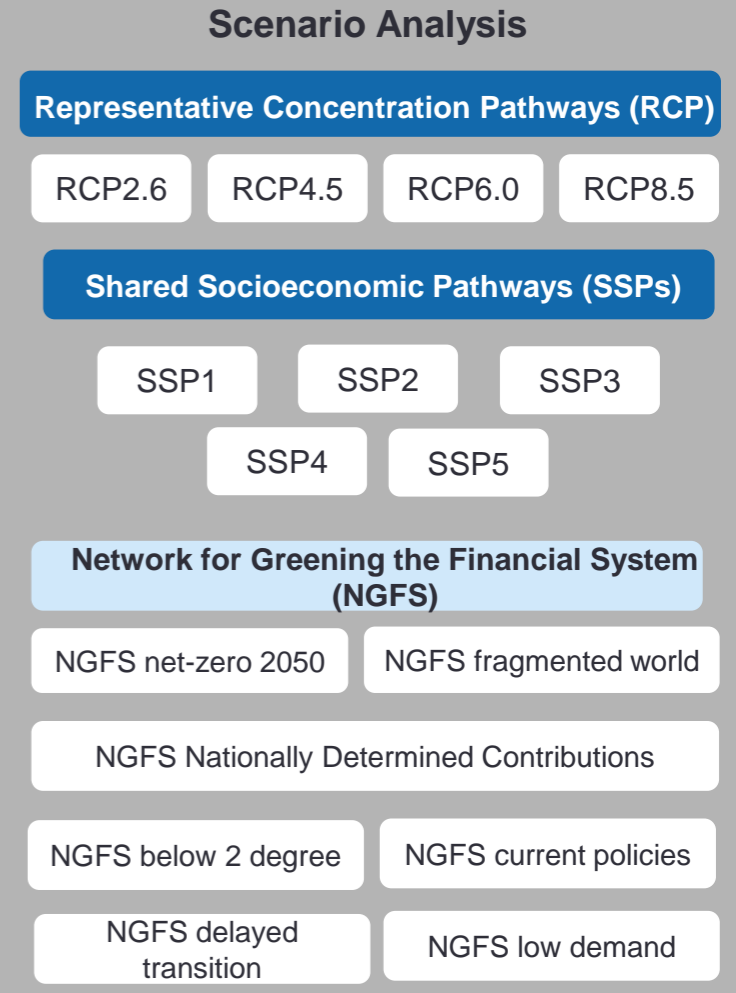 Scenario Analysis
Representative Concentration Pathways (RCP)
RCP2.6 RCP4.5 RCP6.0 RCP8.5
Shared Socioeconomic Pathways (SSPs)
SSP1 SSP2 SSP3
SSP4 SSP5
Network for Greening the Financial System
(NGFS)
NGFS net-zero 2050 NGFS fragmented world
NGFS Nationally Determined Contributions
NGFS below 2 degree NGFS current policies
NGFS delayed
transition
NGFS low demand